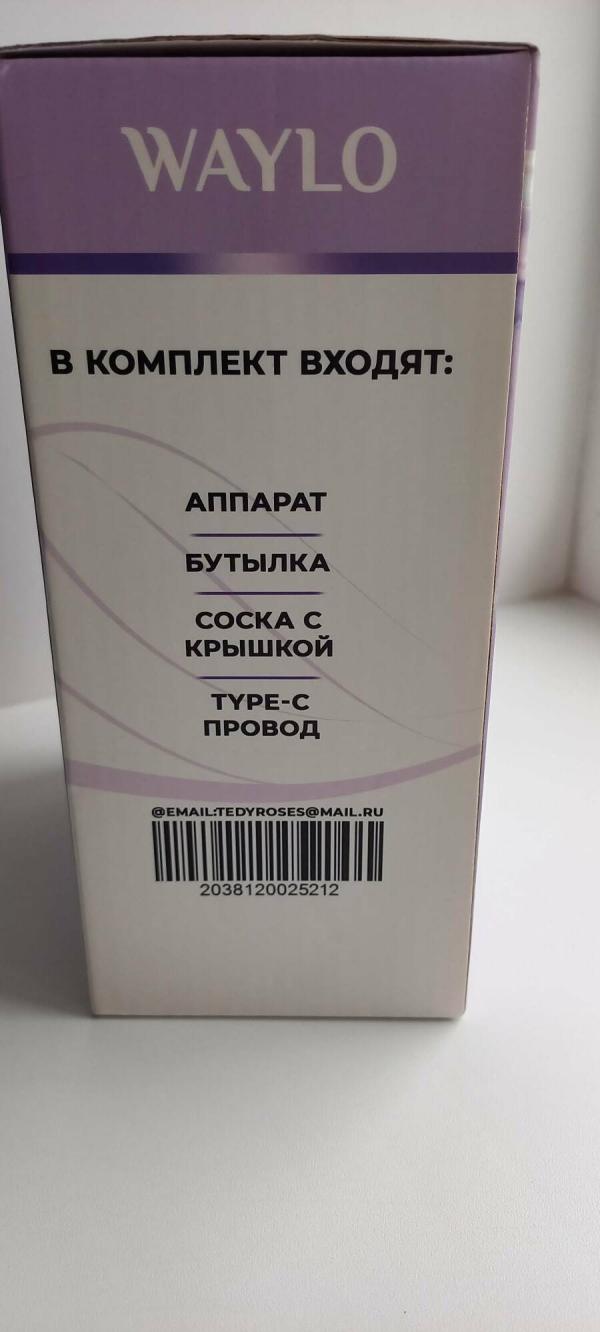 WAYLO
В КОМПЛЕКТ ВХОДЯТ:
АППАРАТ
БУТЫЛКА
СОСКА С
КРЫШКОЙ
TYPE-C
ПРОВОД
@EMAIL:TEDYROSES@MAIL.RU
2038120025212